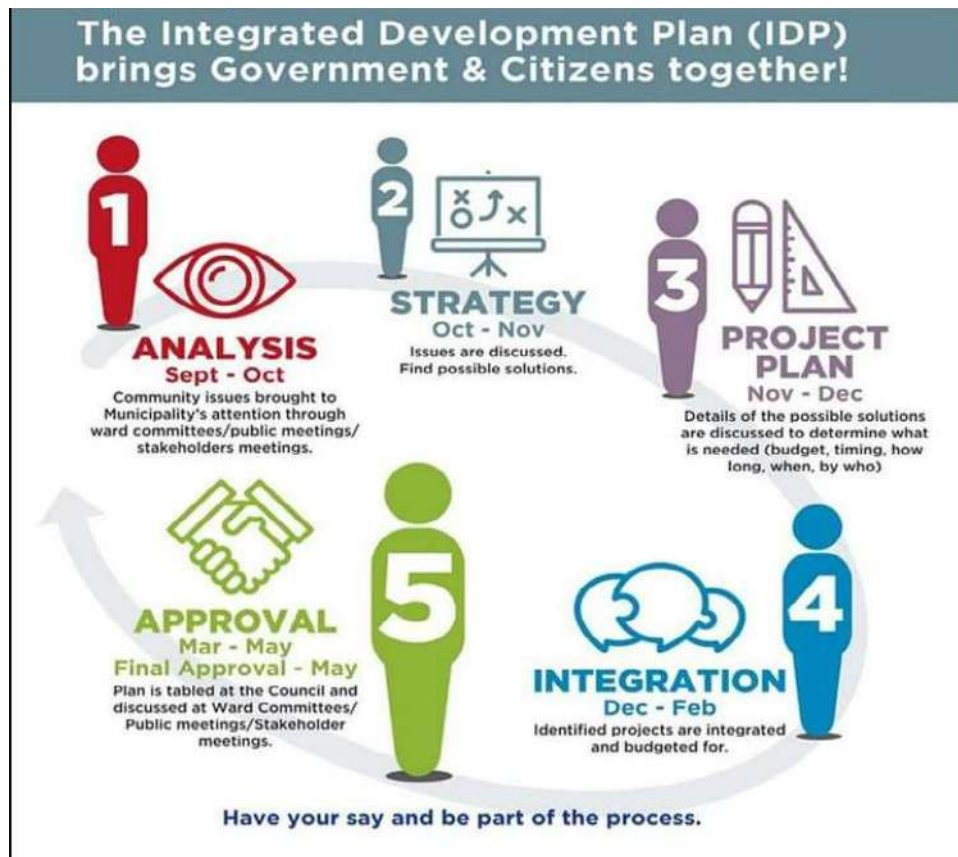 The Integrated Development Plan (IDP)
brings Government & Citizens together!
1
ANALYSIS
Sept - Oct
Community issues brought to
Municipality's attention through
ward committees/public meetings/
stakeholders meetings.
2
STRATEGY
Oct - Nov
Issues are discussed.
Find possible solutions.
3
PROJECT
PLAN
Nov - Dec
Details of the possible solutions
are discussed to determine what
is needed (budget, timing, how
long, when, by who)
4
INTEGRATION
Dec - Feb
Identified projects are integrated
and budgeted for.
5
APPROVAL
Mar - May
Final Approval - May
Plan is tabled at the Council and
discussed at Ward Committees/
Public meetings/Stakeholder
meetings.
Have your say and be part of the process.